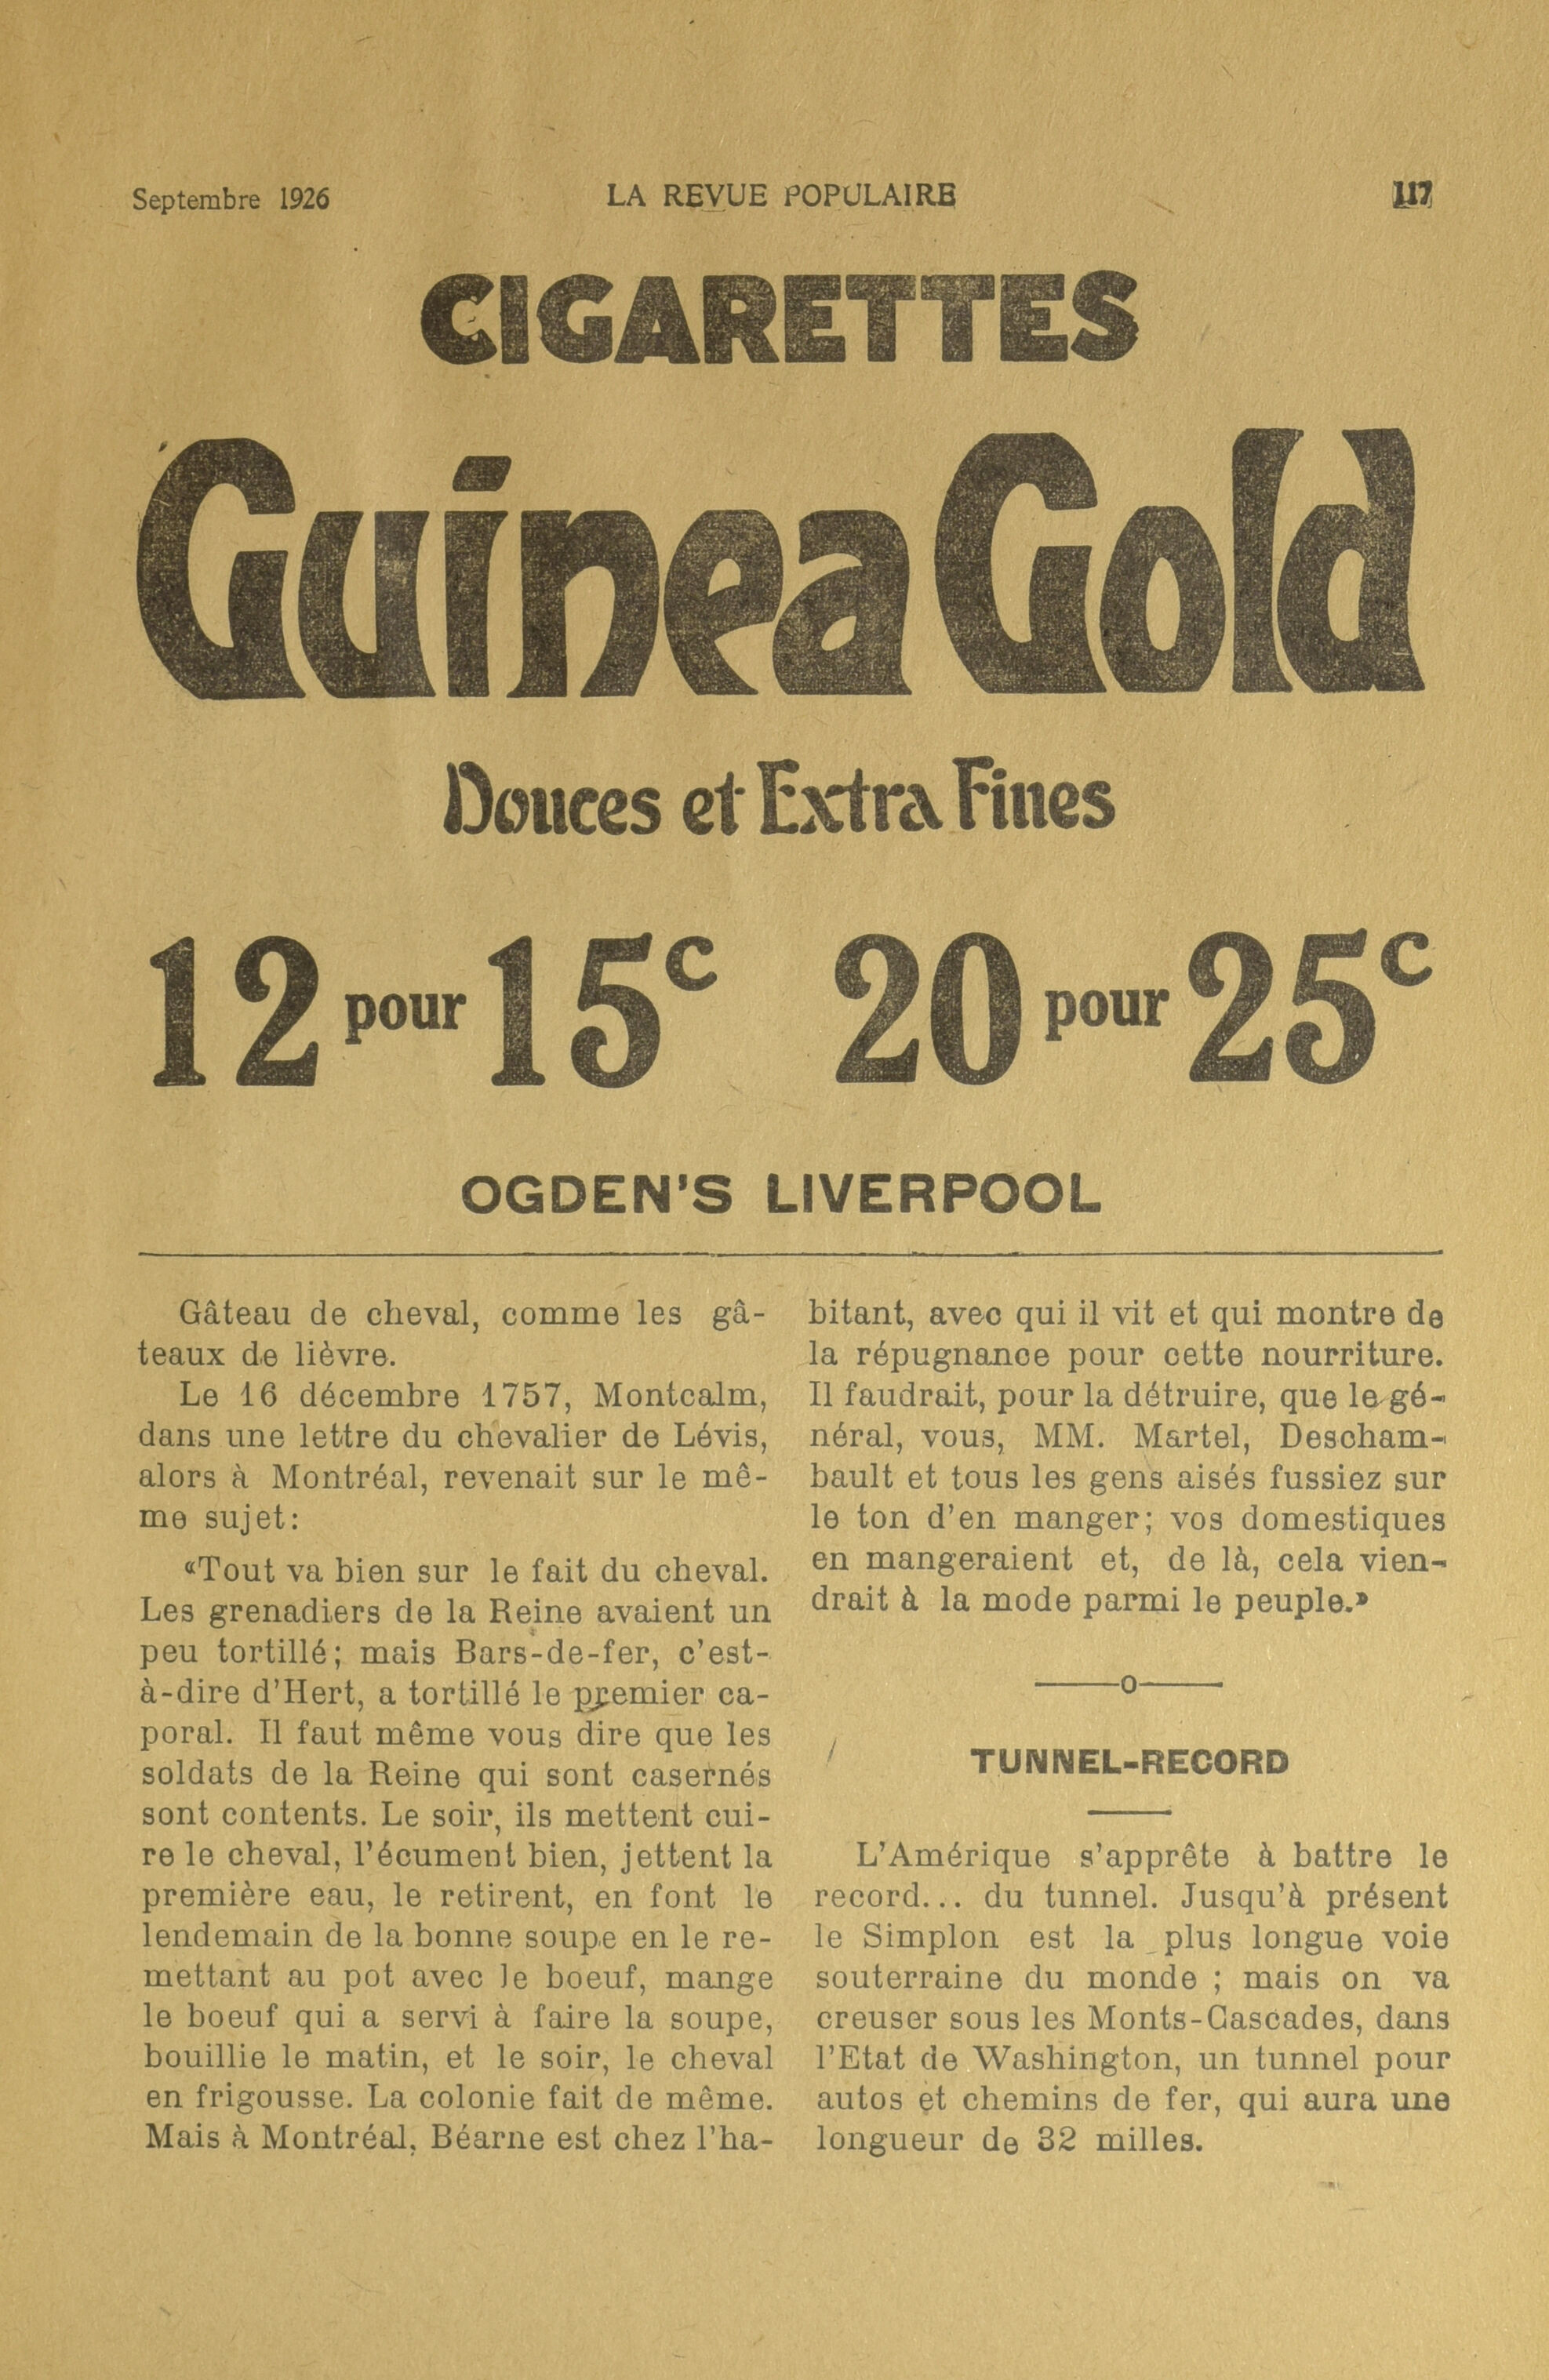 Septembre 1926 LA REVUE POPULAIRE 117
CIGARETTES
Guinea Gold
Douces et Extra Fines
12 pour 15c 20 pour 25c
OGDEN'S LIVERPOOL
Gâteau de cheval, comme les gâ-
teaux de lièvre.
Le 16 décembre 1757, Montcalm,
dans une lettre du chevalier de Lévis,
alors à Montréal, revenait sur le mê-
me sujet:
«Tout va bien sur le fait du cheval.
Les grenadiers de la Reine avaient un
peu tortillé; mais Bars-de-fer, c'est-
à-dire d'Hert, a tortillé le premier ca-
poral. Il faut même vous dire que les
soldats de la Reine qui sont casernés
sont contents. Le soir, ils mettent cui-
re le cheval, l'écument bien, jettent la
première eau, le retirent, en font le
lendemain de la bonne soupe en le re-
mettant au pot avec le boeuf, mange
le boeuf qui a servi à faire la soupe,
bouillie le matin, et le soir, le cheval
en frigousse. La colonie fait de même.
Mais à Montréal, Béarne est chez l'ha-
bitant, avec qui il vit et qui montre de
la répugnance pour cette nourriture.
Il faudrait, pour la détruire, que le gé-
néral, vous, MM. Martel, Descham-
bault et tous les gens aisés fussiez sur
le ton d'en manger; vos domestiques
en mangeraient et, de là, cela vien-
drait à la mode parmi le peuple.»
TUNNEL-RECORD
L'Amérique s'apprête à battre le
record... du tunnel. Jusqu'à présent
le Simplon est la plus longue voie
souterraine du monde ; mais on va
creuser sous les Monts-Cascades, dans
l'Etat de Washington, un tunnel pour
autos et chemins de fer, qui aura une
longueur de 32 milles.